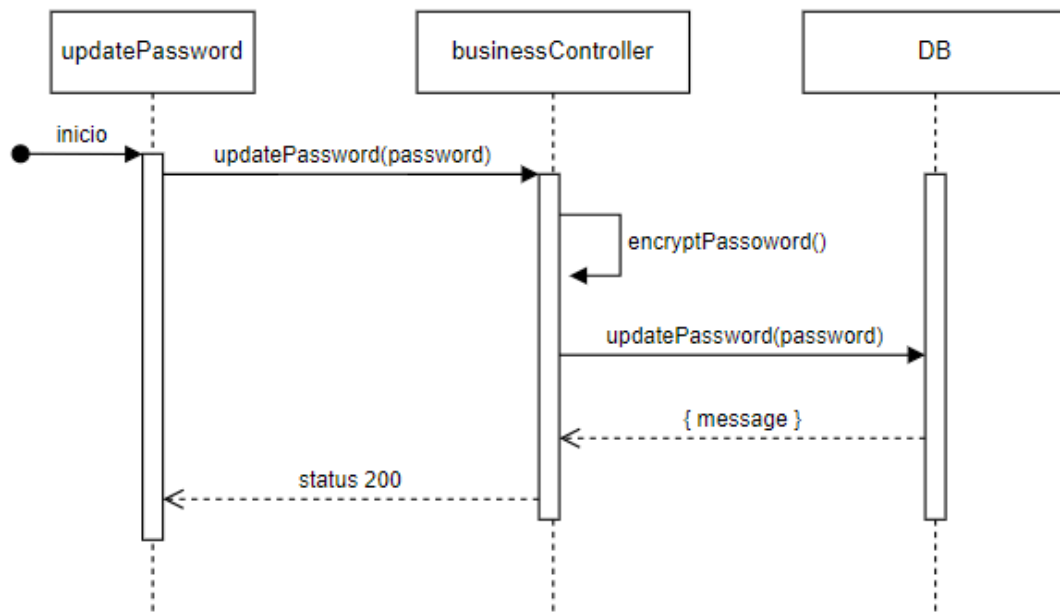 updatePassword
businessController
DB
inicio
updatePassword(password)
encryptPassoword()
updatePassword(password)
{ message }
status 200